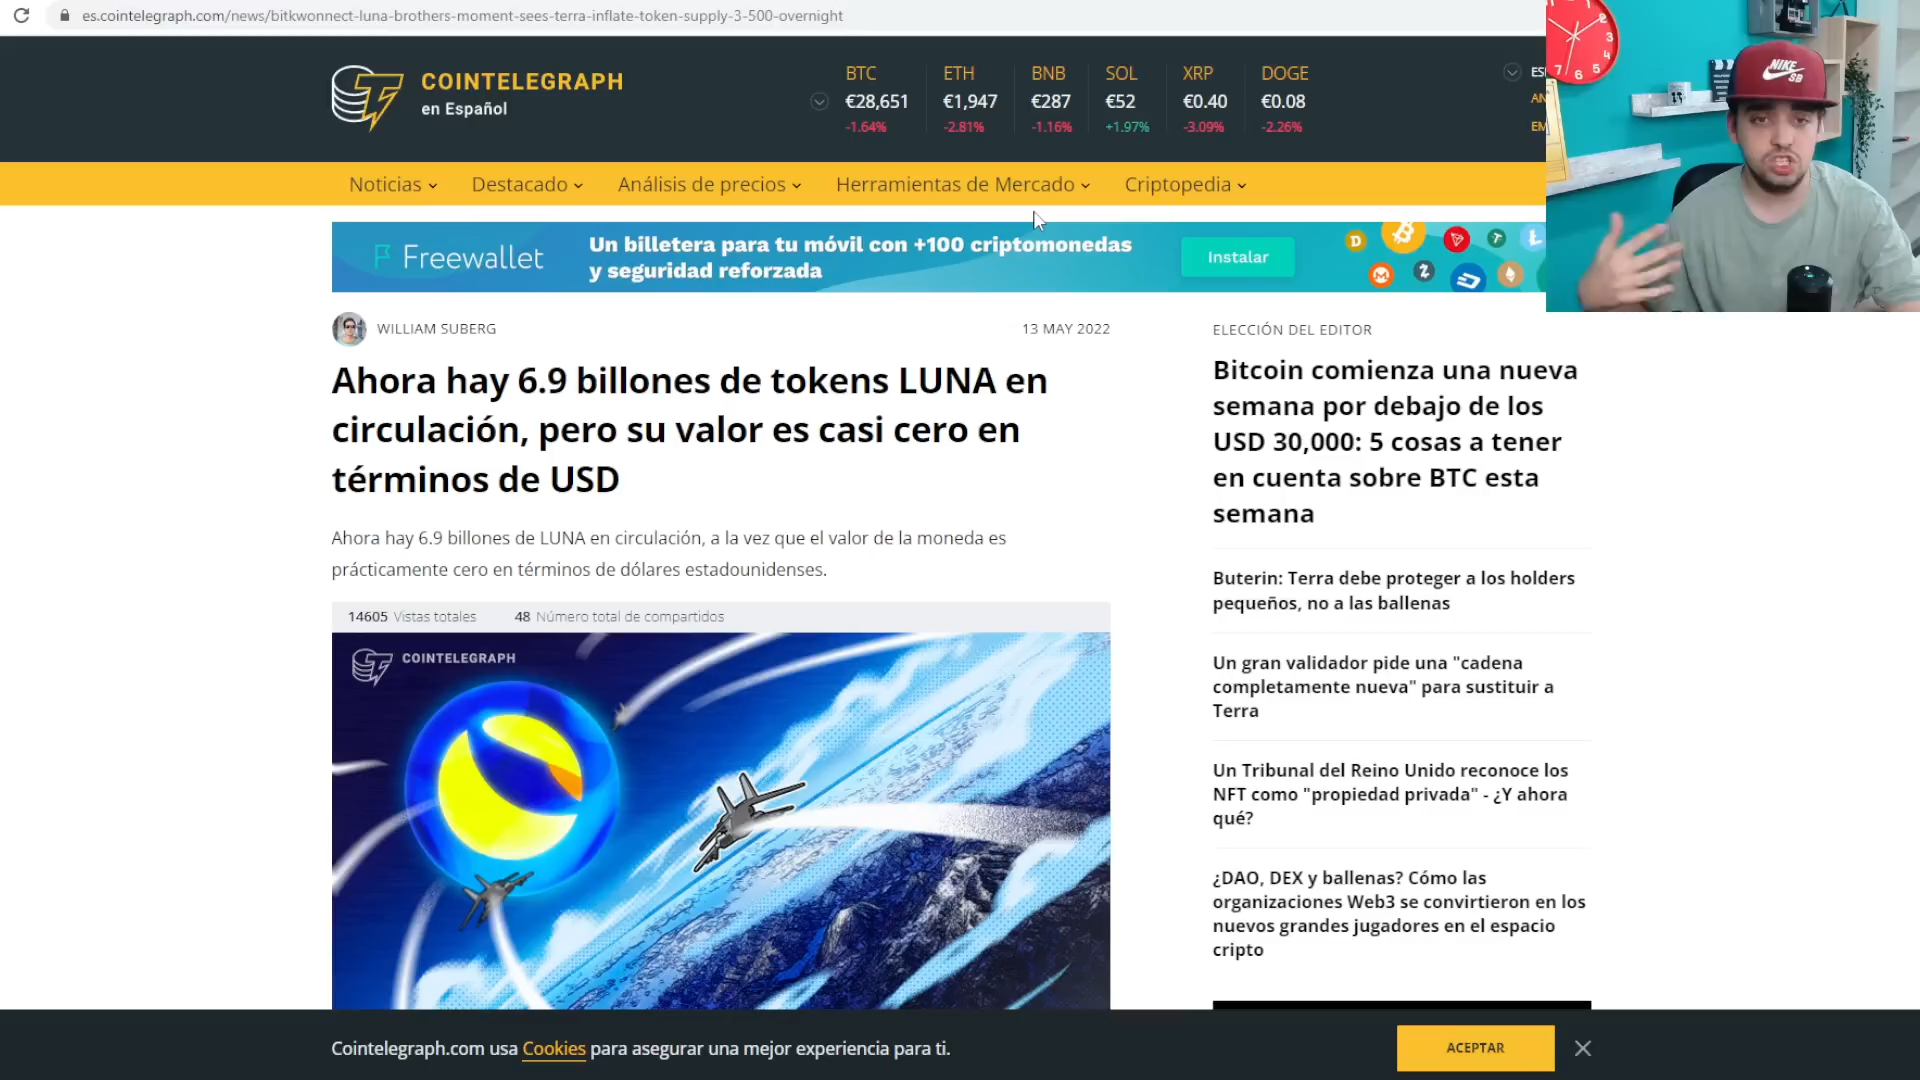 es.cointelegraph.com/news/bitkwonnect-luna-brothers-moment-sees-terra-inflate-token-supply-3-500-overnight
COINTELEGRAPH
en Español
BTC ETH BNB SOL XRP DOGE
€28,651 €1,947 €287 €52 €0.40 €0.08
-1.64% -2.81% -1.16% +1.97% -3.09% -2.26%
Noticias Destacado Análisis de precios Herramientas de Mercado Criptopedia
Freewallet
Un billetera para tu móvil con +100 criptomonedas
y seguridad reforzada
Instalar
WILLIAM SUBERG
13 MAY 2022
Ahora hay 6.9 billones de tokens LUNA en
circulación, pero su valor es casi cero en
términos de USD
Ahora hay 6.9 billones de LUNA en circulación, a la vez que el valor de la moneda es
prácticamente cero en términos de dólares estadounidenses.
14605 Vistas totales 48 Número total de compartidos
COINTELEGRAPH
ELECCIÓN DEL EDITOR
Bitcoin comienza una nueva
semana por debajo de los
USD 30,000: 5 cosas a tener
en cuenta sobre BTC esta
semana
Buterin: Terra debe proteger a los holders
pequeños, no a las ballenas
Un gran validador pide una "cadena
completamente nueva" para sustituir a
Terra
Un Tribunal del Reino Unido reconoce los
NFT como "propiedad privada" - ¿Y ahora
qué?
¿DAO, DEX y ballenas? Cómo las
organizaciones Web3 se convirtieron en los
nuevos grandes jugadores en el espacio
cripto
Cointelegraph.com usa Cookies para asegurar una mejor experiencia para ti.
ACEPTAR
NIKE
SB
2
3
4
5
6
7